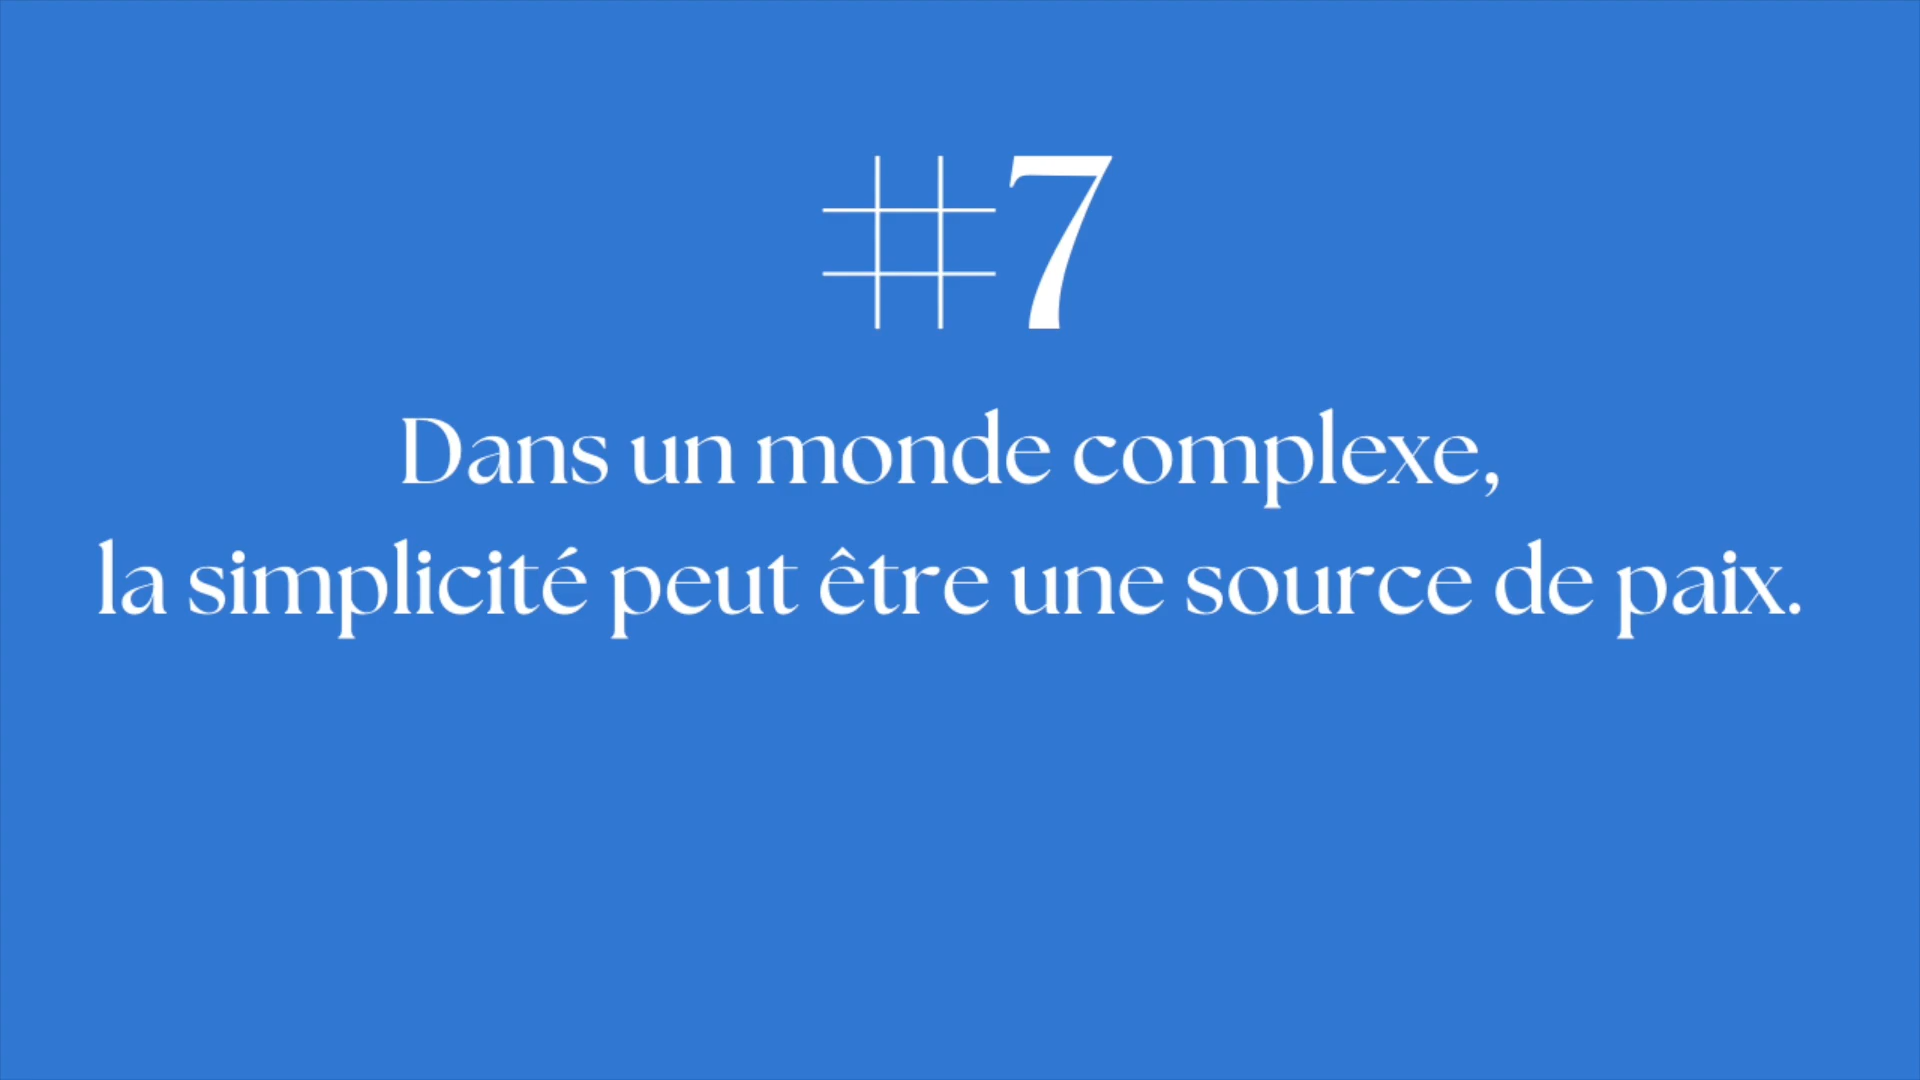 #7
Dans un monde complexe,
la simplicité peut être une source de paix.